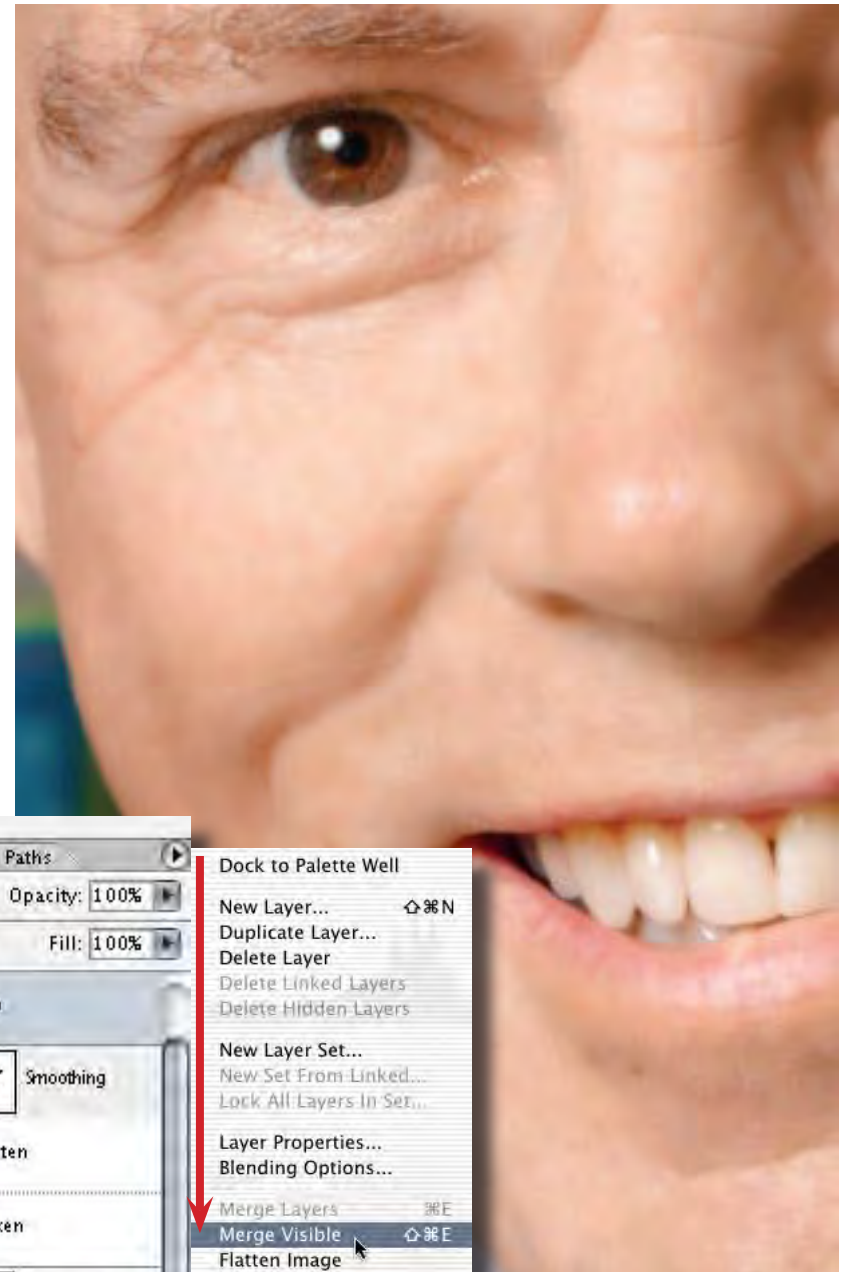 Paths
Opacity: 100%
Fill: 100%
Smoothing
Dock to Palette Well
New Layer... ⇧⌘N
Duplicate Layer...
Delete Layer
Delete Linked Layers
Delete Hidden Layers
New Layer Set...
New Set From Linked...
Lock All Layers In Set...
Layer Properties...
Blending Options...
Merge Layers ⌘E
Merge Visible ⇧⌘E
Flatten Image